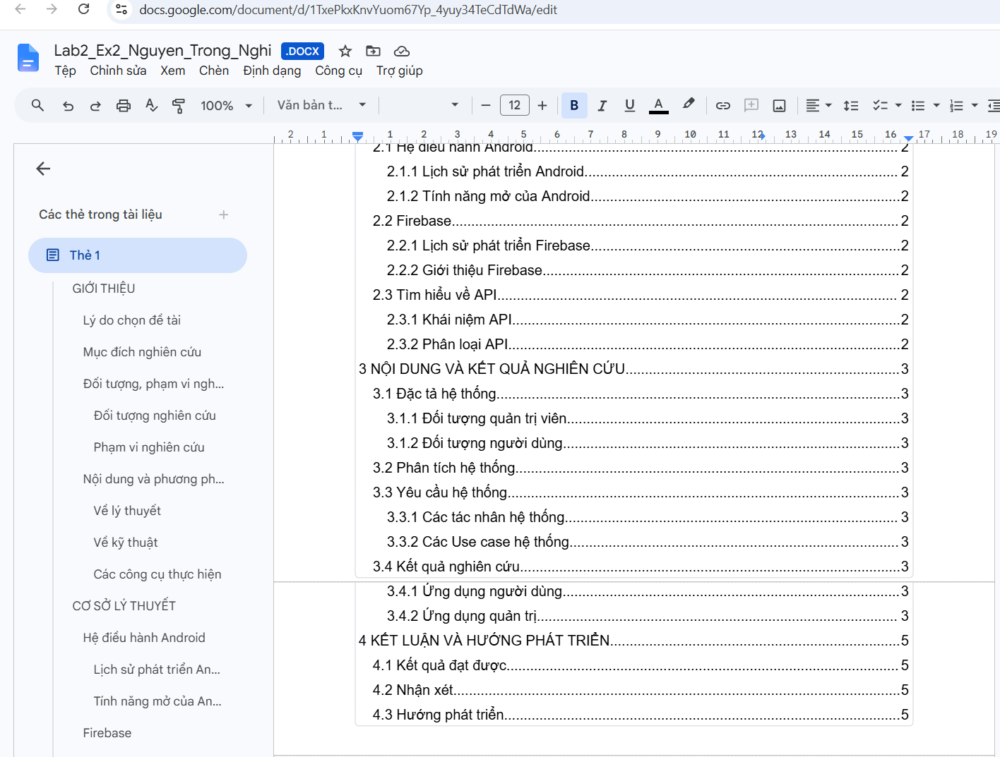 docs.google.com/document/d/1TxePkxKnvYuom67Yp_4yuy34TeCdTdWa/edit
Lab2_Ex2_Nguyen_Trong_Nghi .DOCX
Tệp Chỉnh sửa Xem Chèn Định dạng Công cụ Trợ giúp
100% Văn bản t... 12 B I U A
2 1 1 2 3 4 5 6 7 8 9 10 11 12 13 14 15 16 17 18 19
Các thẻ trong tài liệu
Thẻ 1
GIỚI THIỆU
Lý do chọn đề tài
Mục đích nghiên cứu
Đối tượng, phạm vi ngh...
Đối tượng nghiên cứu
Phạm vi nghiên cứu
Nội dung và phương ph...
Về lý thuyết
Về kỹ thuật
Các công cụ thực hiện
CƠ SỞ LÝ THUYẾT
Hệ điều hành Android
Lịch sử phát triển An...
Tính năng mở của An...
Firebase
2.1 Hệ điều hành Android 2
2.1.1 Lịch sử phát triển Android 2
2.1.2 Tính năng mở của Android 2
2.2 Firebase 2
2.2.1 Lịch sử phát triển Firebase 2
2.2.2 Giới thiệu Firebase 2
2.3 Tìm hiểu về API 2
2.3.1 Khái niệm API 2
2.3.2 Phân loại API 2
3 NỘI DUNG VÀ KẾT QUẢ NGHIÊN CỨU 3
3.1 Đặc tả hệ thống 3
3.1.1 Đối tượng quản trị viên 3
3.1.2 Đối tượng người dùng 3
3.2 Phân tích hệ thống 3
3.3 Yêu cầu hệ thống 3
3.3.1 Các tác nhân hệ thống 3
3.3.2 Các Use case hệ thống 3
3.4 Kết quả nghiên cứu 3
3.4.1 Ứng dụng người dùng 3
3.4.2 Ứng dụng quản trị 3
4 KẾT LUẬN VÀ HƯỚNG PHÁT TRIỂN 5
4.1 Kết quả đạt được 5
4.2 Nhận xét 5
4.3 Hướng phát triển 5